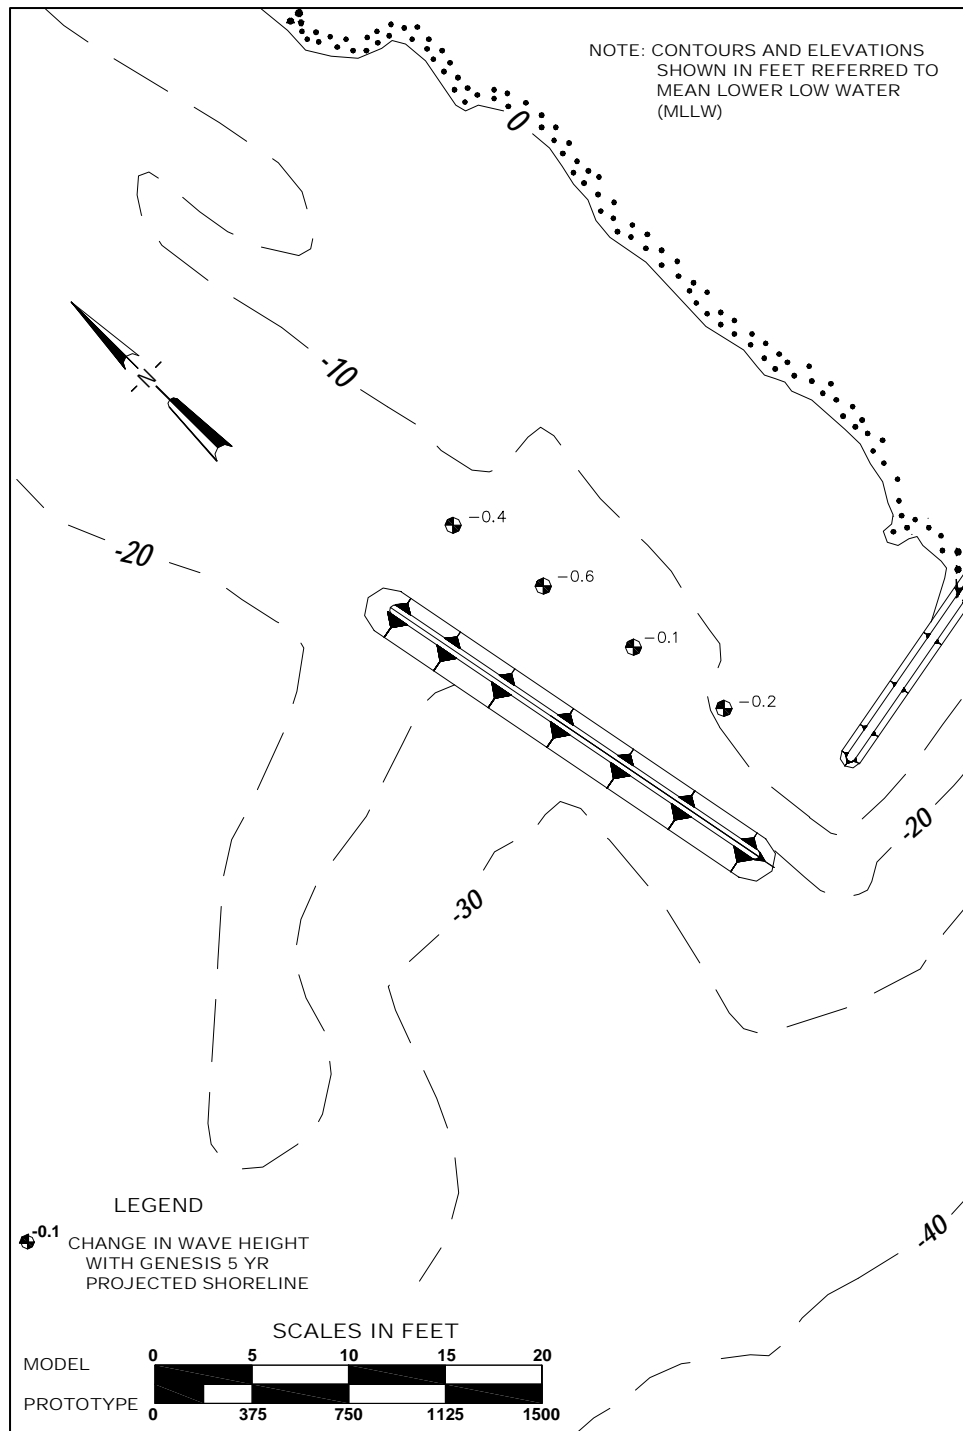 NOTE: CONTOURS AND ELEVATIONS
SHOWN IN FEET REFERRED TO
MEAN LOWER LOW WATER
(MLLW)
0
-10
N
-20
-0.4
-0.6
-0.1
-0.2
-20
-30
-40
LEGEND
-0.1
CHANGE IN WAVE HEIGHT
WITH GENESIS 5 YR
PROJECTED SHORELINE
SCALES IN FEET
MODEL 0 5 10 15 20
PROTOTYPE 0 375 750 1125 1500